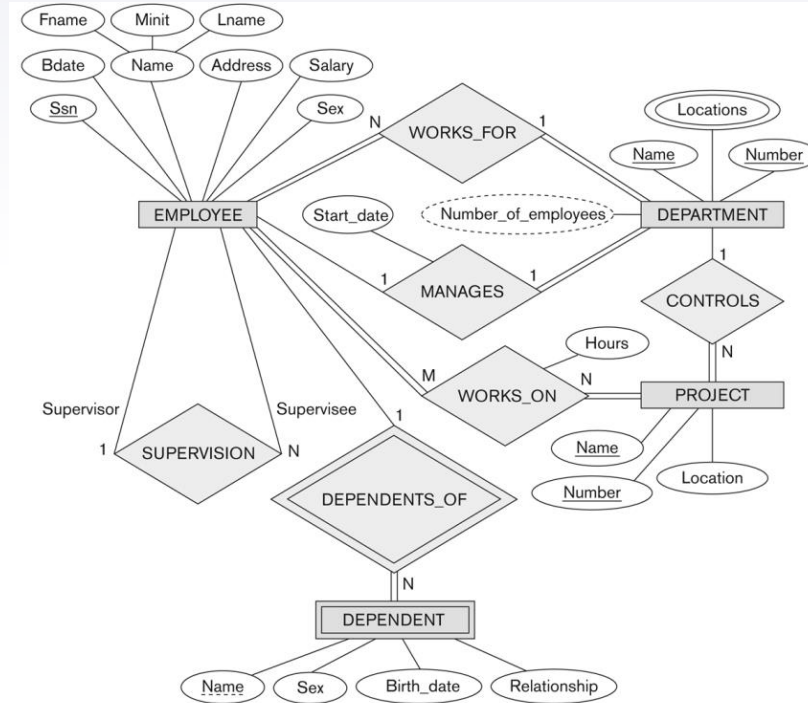 Fname Minit Lname
Bdate Name Address Salary
Ssn Sex
N WORKS_FOR 1
Locations
Name Number
EMPLOYEE Start_date Number_of_employees DEPARTMENT
1 MANAGES 1
1
CONTROLS
N
Hours
M WORKS_ON N
PROJECT
Supervisor Supervisee
1 SUPERVISION N
1
Name
Number Location
DEPENDENTS_OF
N
DEPENDENT
Name Sex Birth_date Relationship